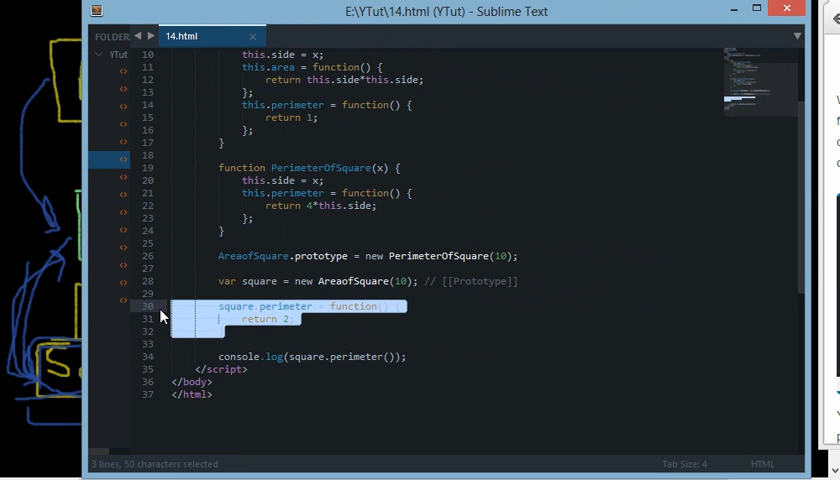 E:\YTut\14.html (YTut) - Sublime Text
FOLDER
14.html
YTut
10 this.side = x;
11 this.area = function() {
12 return this.side*this.side;
13 };
14 this.perimeter = function() {
15 return 1;
16 };
17 }
18
19 function PerimeterOfSquare(x) {
20 this.side = x;
21 this.perimeter = function() {
22 return 4*this.side;
23 };
24 }
25
26 AreaofSquare.prototype = new PerimeterOfSquare(10);
27
28 var square = new AreaofSquare(10); // [[Prototype]]
29
30 square.perimeter = function() {
31 return 2;
32 }
33
34 console.log(square.perimeter());
35 </script>
36 </body>
37 </html>
3 lines, 50 characters selected
Tab Size: 4
HTML